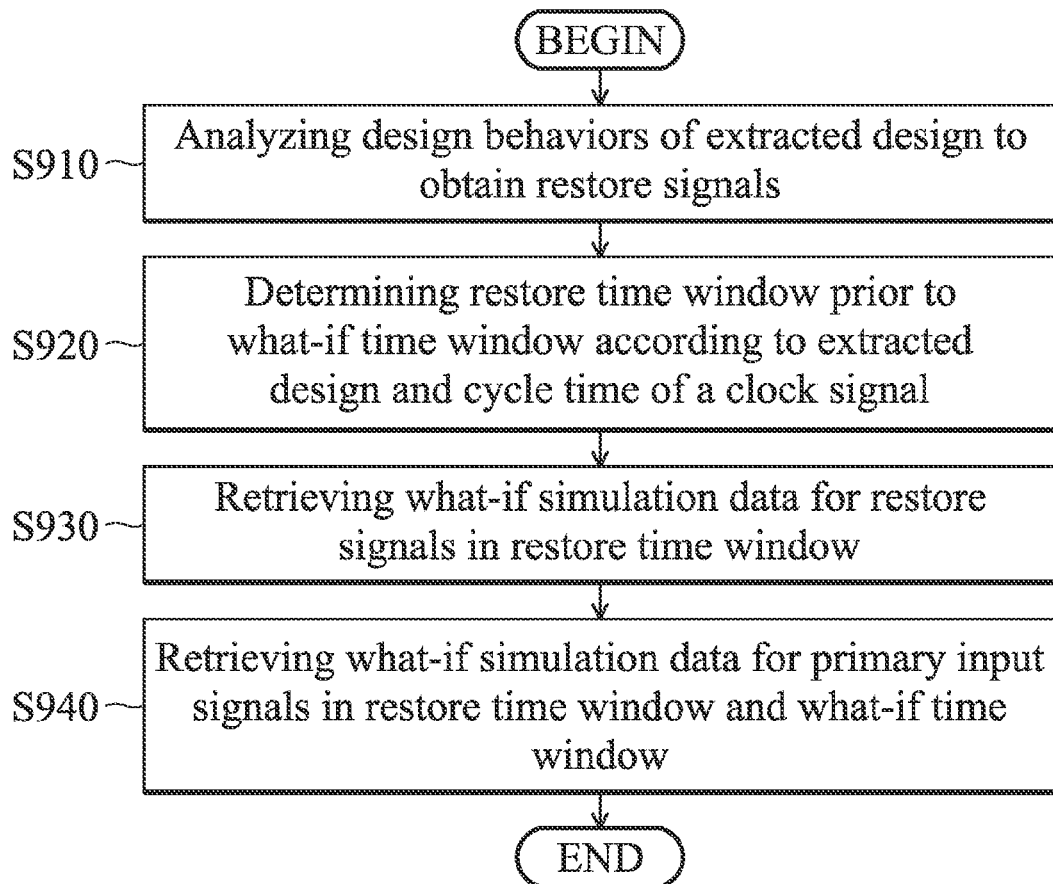 BEGIN
S910
Analyzing design behaviors of extracted design to
obtain restore signals
S920
Determining restore time window prior to
what-if time window according to extracted
design and cycle time of a clock signal
S930
Retrieving what-if simulation data for restore
signals in restore time window
S940
Retrieving what-if simulation data for primary input
signals in restore time window and what-if time
window
END